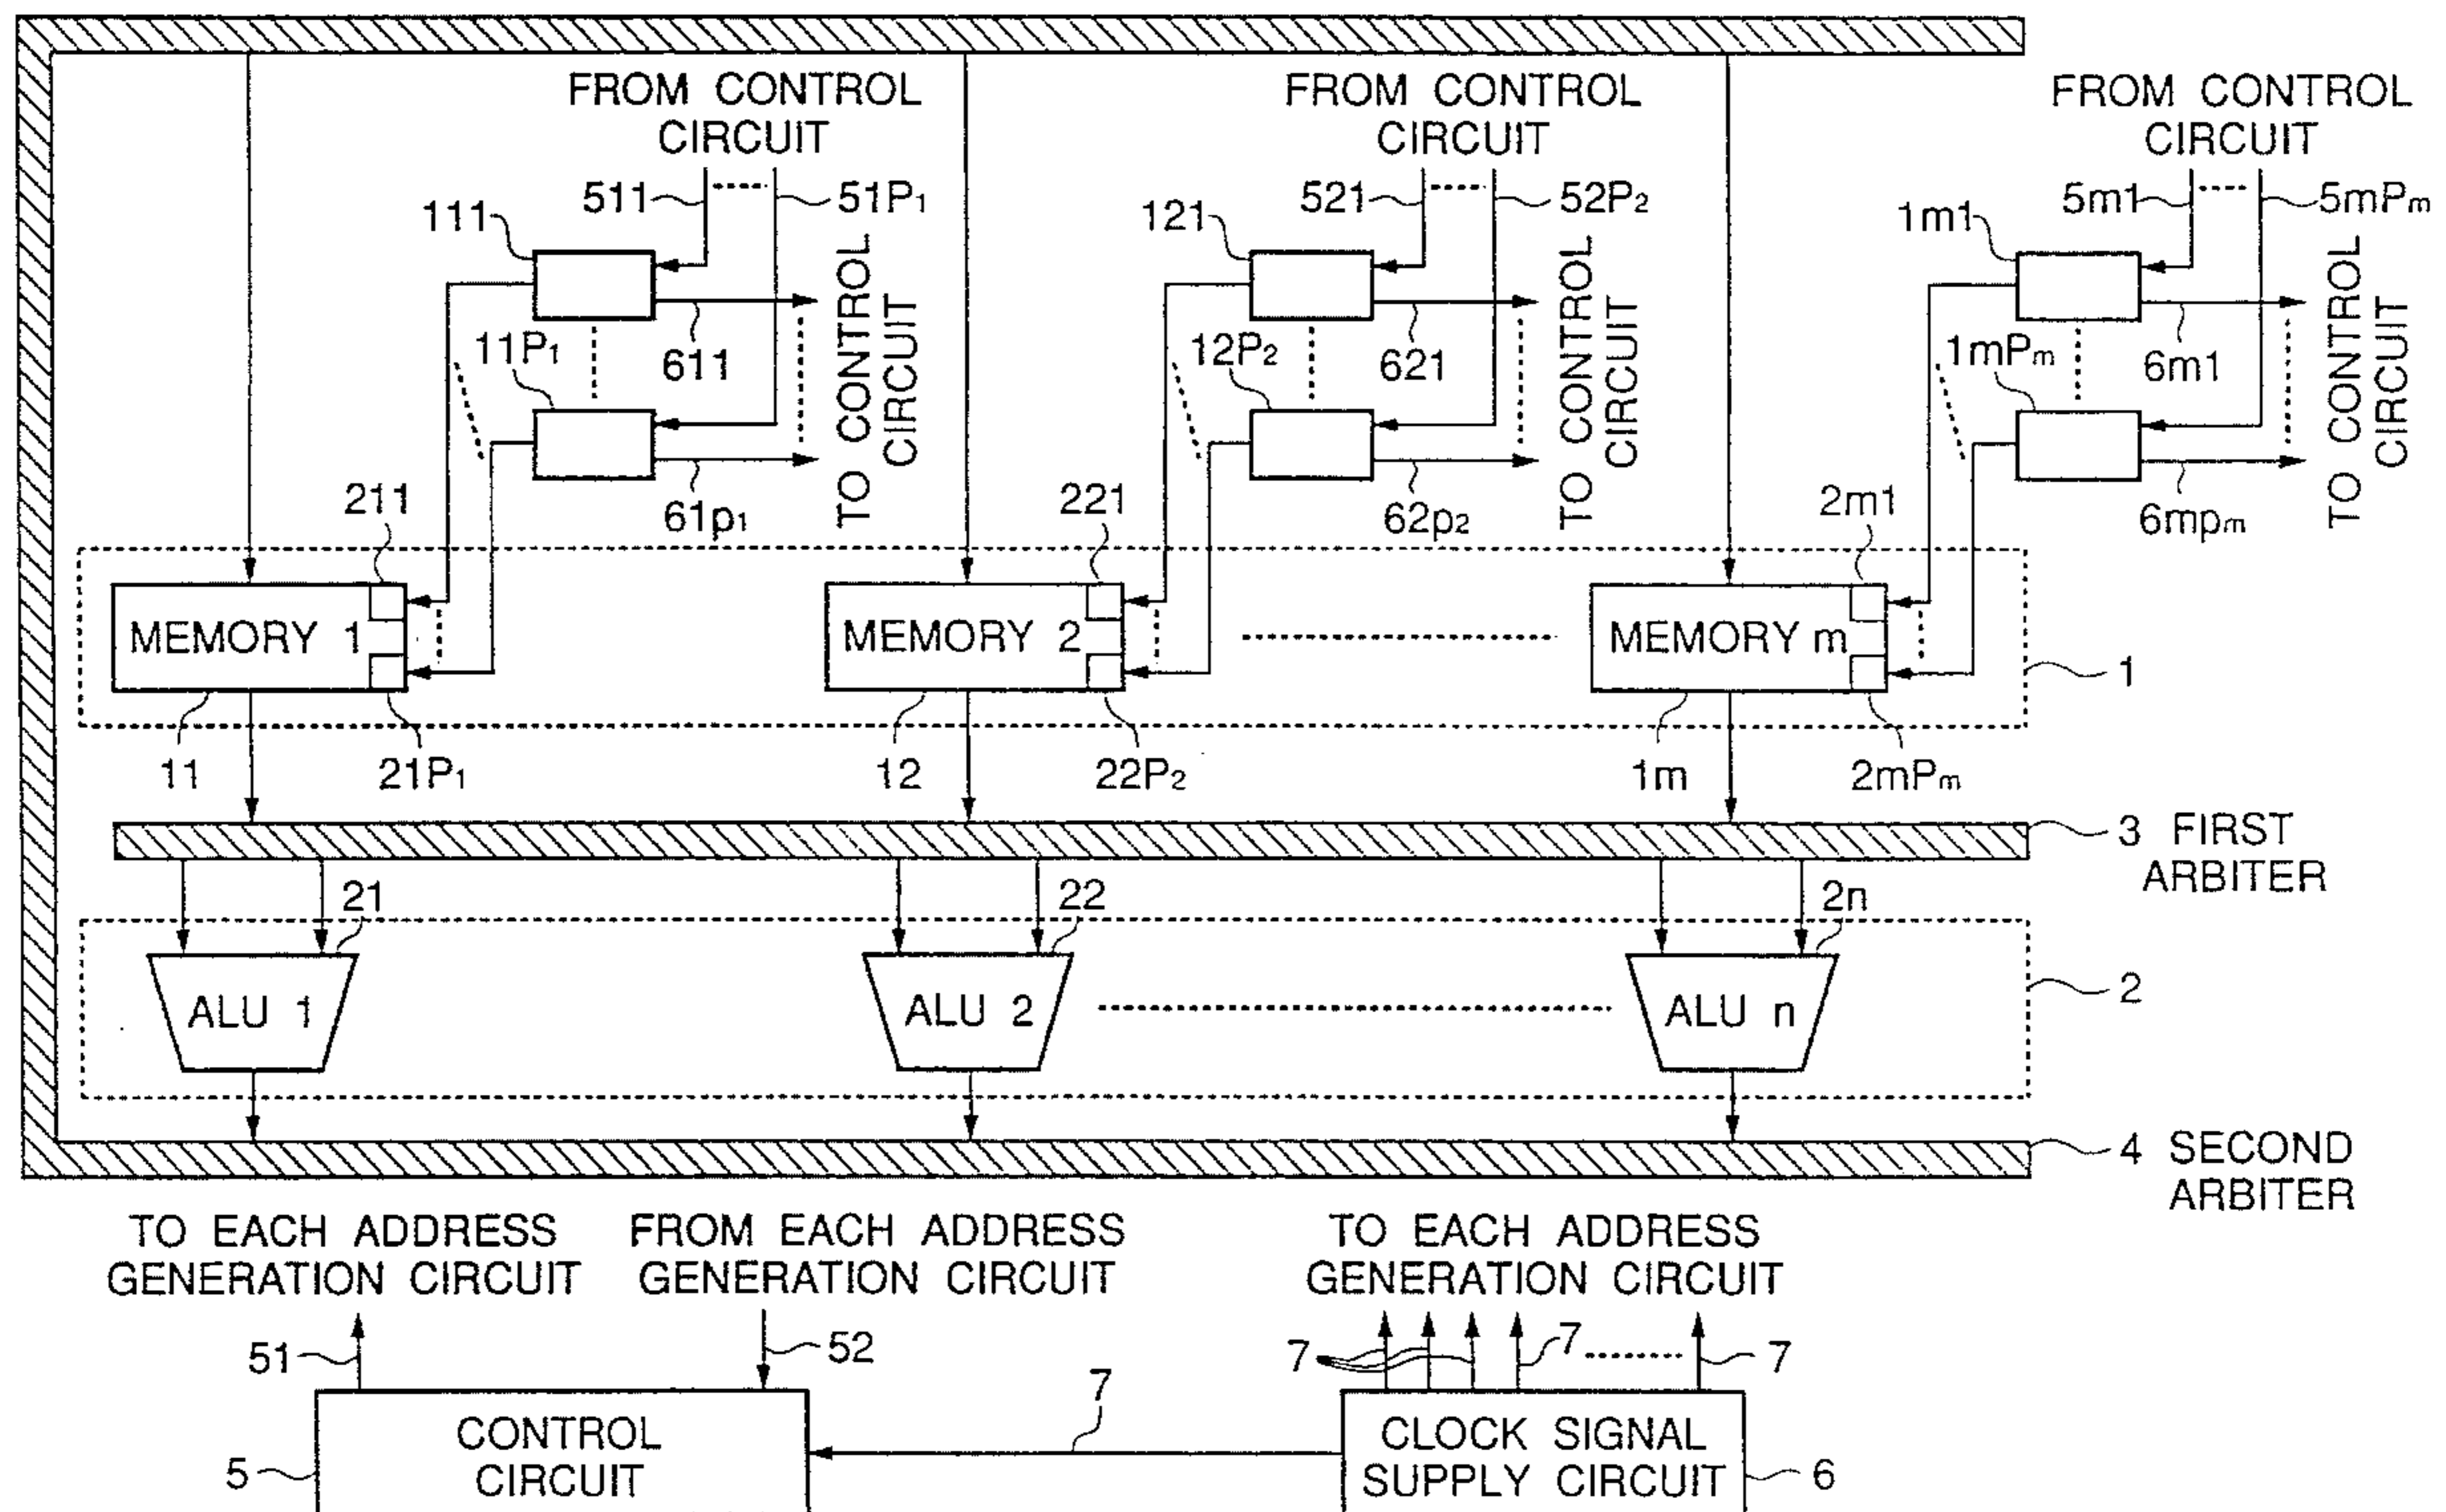 FROM CONTROL
CIRCUIT
FROM CONTROL
CIRCUIT
FROM CONTROL
CIRCUIT
511
51P₁
521
52P₂
5m1
5mPₘ
111
121
1m1
TO CONTROL
CIRCUIT
TO CONTROL
CIRCUIT
TO CONTROL
CIRCUIT
11P₁
611
12P₂
621
1mPₘ
6m1
211
61p₁
221
62p₂
2m1
6mpₘ
MEMORY 1
MEMORY 2
MEMORY m
1
11
21P₁
12
22P₂
1m
2mPₘ
3 FIRST
ARBITER
21
22
2n
ALU 1
ALU 2
ALU n
2
4 SECOND
ARBITER
TO EACH ADDRESS
GENERATION CIRCUIT
FROM EACH ADDRESS
GENERATION CIRCUIT
TO EACH ADDRESS
GENERATION CIRCUIT
51
52
7
7
7
7
CONTROL
CIRCUIT
5
CLOCK SIGNAL
SUPPLY CIRCUIT
6